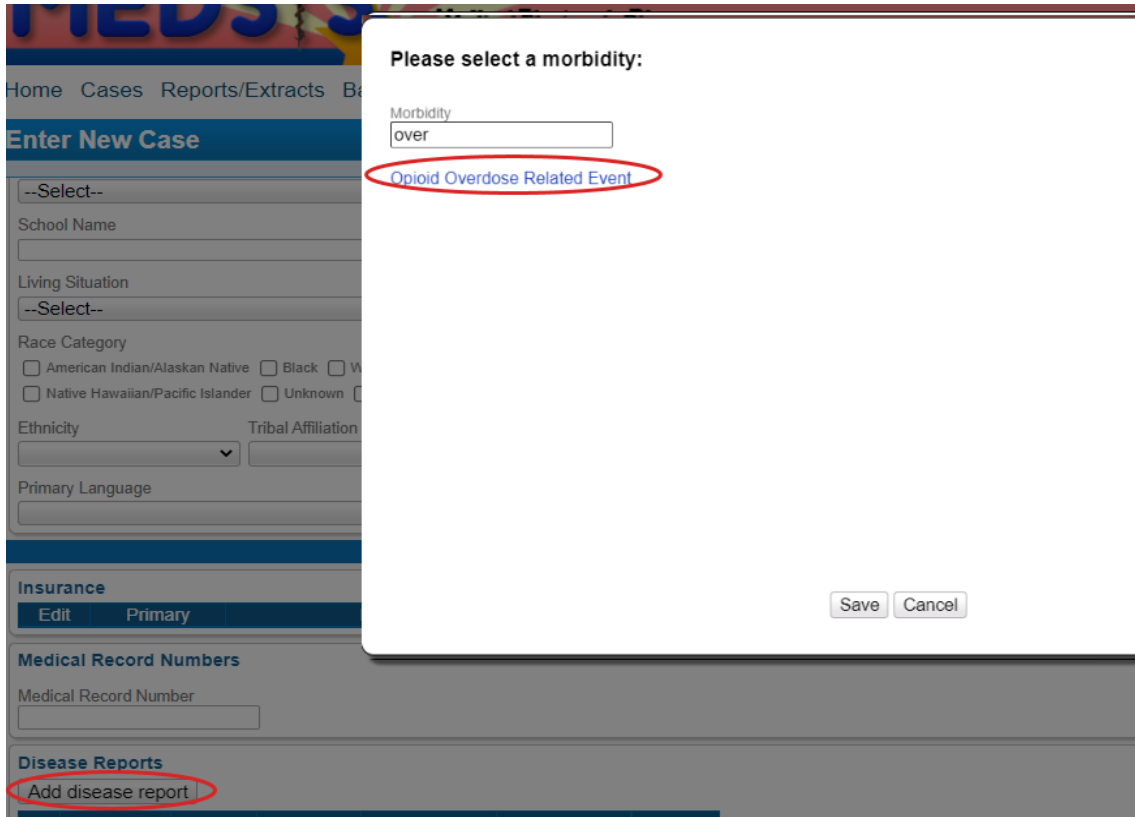 MEDSIS
Home Cases Reports/Extracts
Enter New Case
--Select--
School Name
Living Situation
--Select--
Race Category
American Indian/Alaskan Native Black
Native Hawaiian/Pacific Islander Unknown
Ethnicity Tribal Affiliation
Primary Language
Insurance
Edit Primary
Medical Record Numbers
Medical Record Number
Disease Reports
Add disease report
Please select a morbidity:
Morbidity
over
Opioid Overdose Related Event
Save Cancel